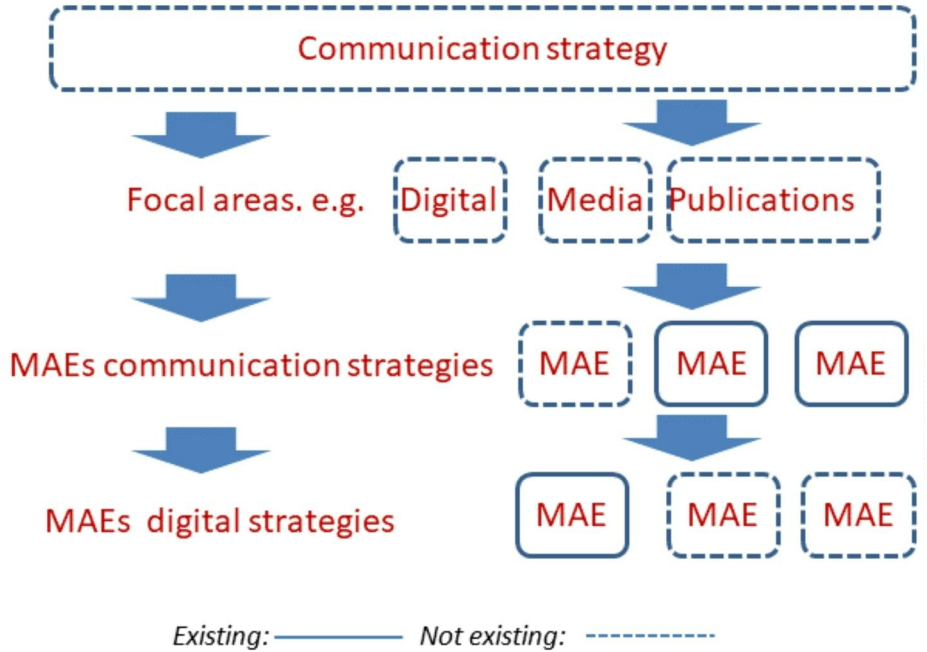 Communication strategy
Focal areas. e.g. Digital Media Publications
MAEs communication strategies MAE MAE MAE
MAEs digital strategies MAE MAE MAE
Existing: Not existing: